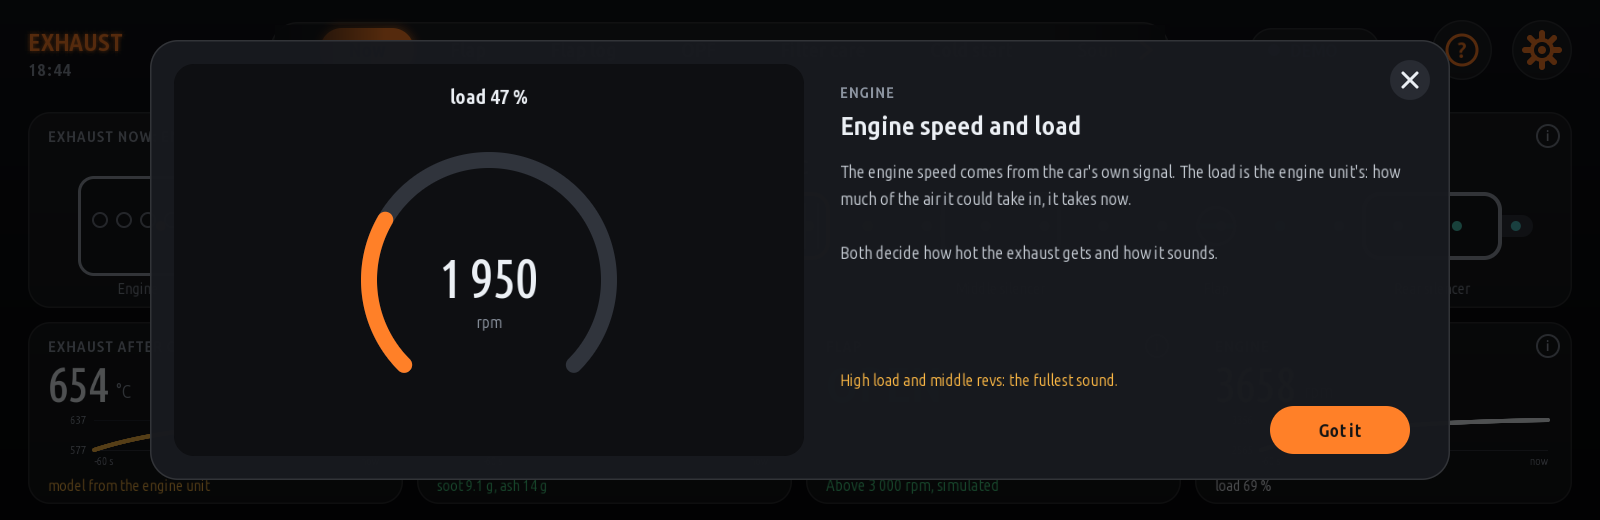 EXHAUST
18:44
?
EXHAUST NOW
i
Engin
acer
load 47 %
1 950
rpm
ENGINE
Engine speed and load
The engine speed comes from the car's own signal. The load is the engine unit's: how
much of the air it could take in, it takes now.
Both decide how hot the exhaust gets and how it sounds.
High load and middle revs: the fullest sound.
Got it
EXHAUST AFTE
i
654 °C
637
577
-60 s
model from the engine unit
soot 9.1 g, ash 14 g
Above 3 000 rpm, simulated
3658
now
load 69 %